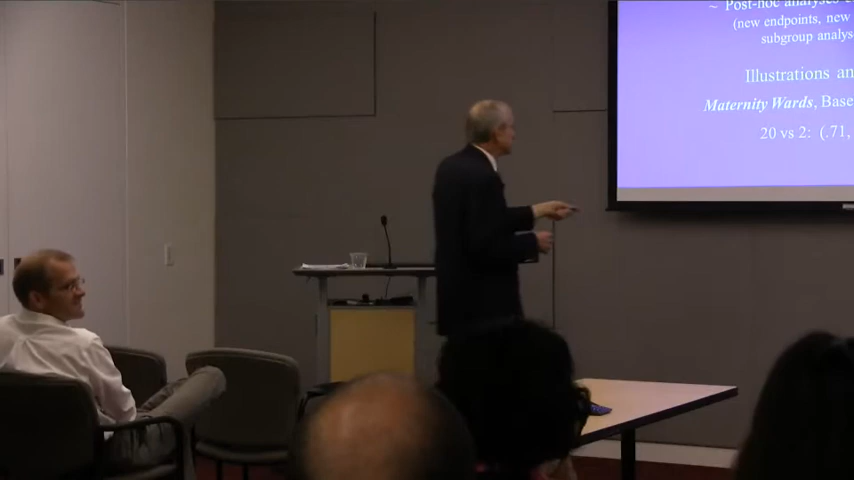 ~ Post-hoc analyses
(new endpoints, new
subgroup analys
Illustrations an
Maternity Wards, Base
20 vs 2: (.71,